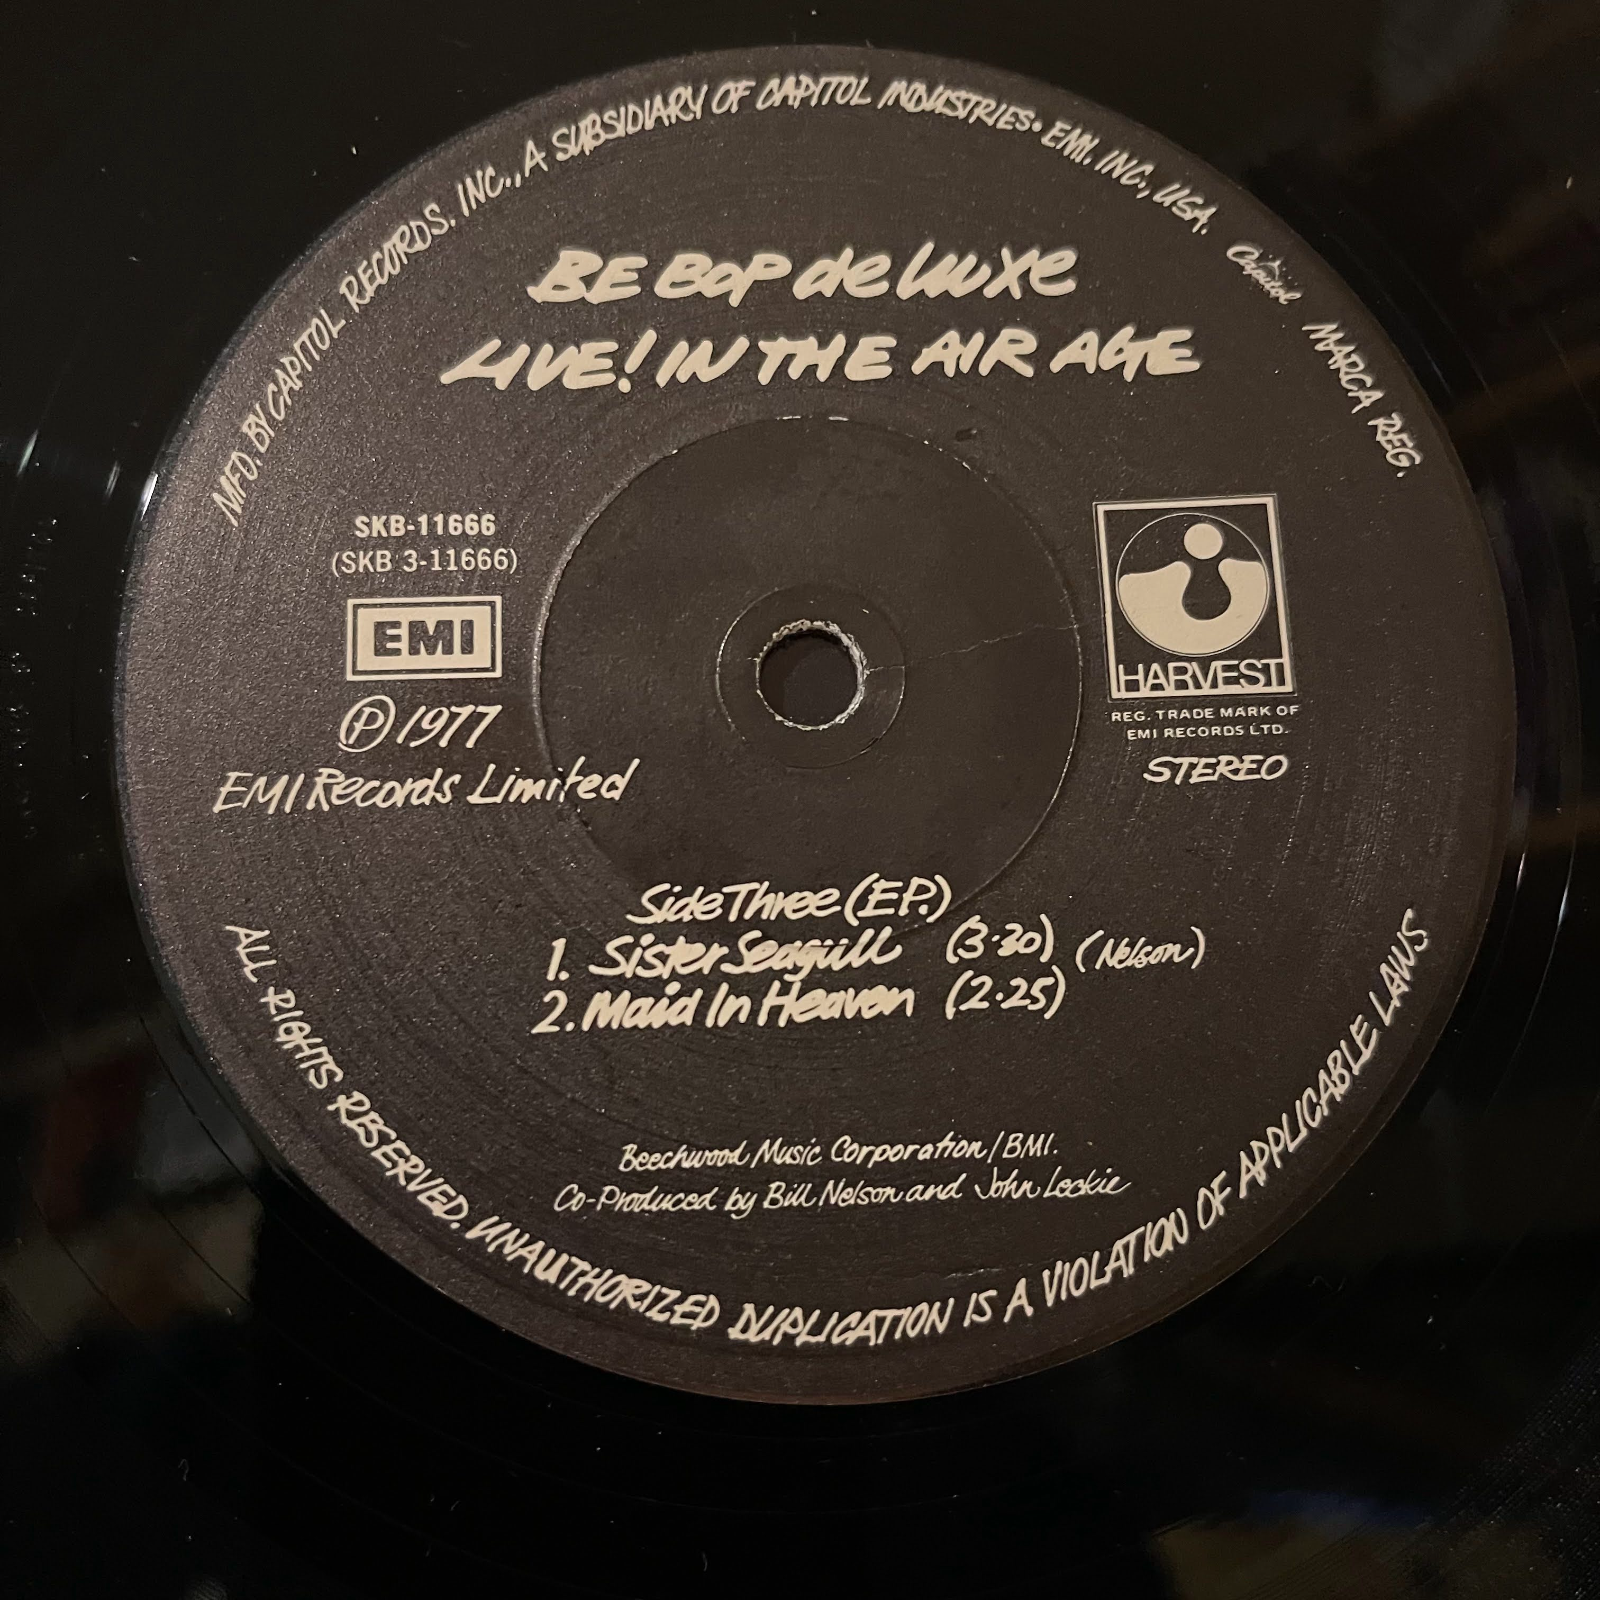 MFD. BY CAPITOL RECORDS. INC., A SUBSIDIARY OF CAPITOL INDUSTRIES • EMI. INC., USA. Capitol MARCA REG.
BE BOP de LUXE
LIVE! IN THE AIR AGE
SKB-11666
(SKB 3-11666)
EMI
Ⓟ 1977
EMI Records Limited
HARVEST
REG. TRADE MARK OF
EMI RECORDS LTD.
STEREO
Side Three (E.P.)
1. Sister Seagull (3·30) (Nelson)
2. Maid In Heaven (2·25)
Beechwood Music Corporation/BMI.
Co-Produced by Bill Nelson and John Leckie
ALL RIGHTS RESERVED. UNAUTHORIZED DUPLICATION IS A VIOLATION OF APPLICABLE LAWS